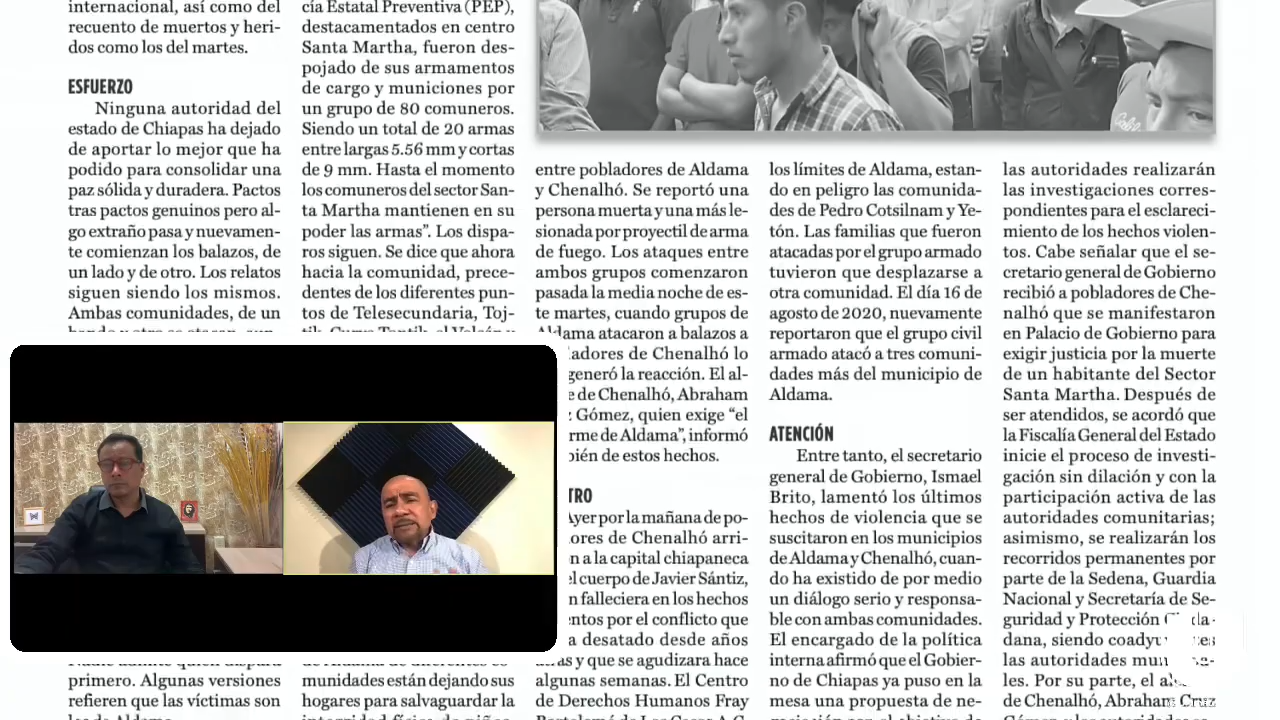 internacional, así como del
recuento de muertos y heri-
dos como los del martes.
ESFUERZO
Ninguna autoridad del
estado de Chiapas ha dejado
de aportar lo mejor que ha
podido para consolidar una
paz sólida y duradera. Pactos
tras pactos genuinos pero al-
go extraño pasa y nuevamen-
te comienzan los balazos, de
un lado y de otro. Los relatos
siguen siendo los mismos.
Ambas comunidades, de un
primero. Algunas versiones
refieren que las víctimas son
cía Estatal Preventiva (PEP),
destacamentados en centro
Santa Martha, fueron des-
pojado de sus armamentos
de cargo y municiones por
un grupo de 80 comuneros.
Siendo un total de 20 armas
entre largas 5.56 mm y cortas
de 9 mm. Hasta el momento
los comuneros del sector San-
ta Martha mantienen en su
poder las armas”. Los dispa-
ros siguen. Se dice que ahora
hacia la comunidad, prece-
dentes de los diferentes pun-
tos de Telesecundaria, Toj-
munidades están dejando sus
hogares para salvaguardar la
entre pobladores de Aldama
y Chenalhó. Se reportó una
persona muerta y una más le-
sionada por proyectil de arma
de fuego. Los ataques entre
ambos grupos comenzaron
pasada la media noche de es-
te martes, cuando grupos de
Aldama atacaron a balazos a
ladores de Chenalhó lo
generó la reacción. El al-
e de Chenalhó, Abraham
Gómez, quien exige “el
rme de Aldama”, informó
bién de estos hechos.
TRO
Ayer por la mañana de po-
ores de Chenalhó arri-
n a la capital chiapaneca
el cuerpo de Javier Sántiz,
n falleciera en los hechos
entos por el conflicto que
a desatado desde años
atrás y que se agudizara hace
algunas semanas. El Centro
de Derechos Humanos Fray
Bartolomé de Las Casas A.C.
los límites de Aldama, estan-
do en peligro las comunida-
des de Pedro Cotsilnam y Ye-
tón. Las familias que fueron
atacadas por el grupo armado
tuvieron que desplazarse a
otra comunidad. El día 16 de
agosto de 2020, nuevamente
reportaron que el grupo civil
armado atacó a tres comuni-
dades más del municipio de
Aldama.
ATENCIÓN
Entre tanto, el secretario
general de Gobierno, Ismael
Brito, lamentó los últimos
hechos de violencia que se
suscitaron en los municipios
de Aldama y Chenalhó, cuan-
do ha existido de por medio
un diálogo serio y responsa-
ble con ambas comunidades.
El encargado de la política
interna afirmó que el Gobier-
no de Chiapas ya puso en la
mesa una propuesta de ne-
las autoridades realizarán
las investigaciones corres-
pondientes para el esclareci-
miento de los hechos violen-
tos. Cabe señalar que el se-
cretario general de Gobierno
recibió a pobladores de Che-
nalhó que se manifestaron
en Palacio de Gobierno para
exigir justicia por la muerte
de un habitante del Sector
Santa Martha. Después de
ser atendidos, se acordó que
la Fiscalía General del Estado
inicie el proceso de investi-
gación sin dilación y con la
participación activa de las
autoridades comunitarias;
asimismo, se realizarán los
recorridos permanentes por
parte de la Sedena, Guardia
Nacional y Secretaría de Se-
guridad y Protección
dana, siendo
las autoridades
les. Por su parte, el
de Chenalhó, Abraham Cruz